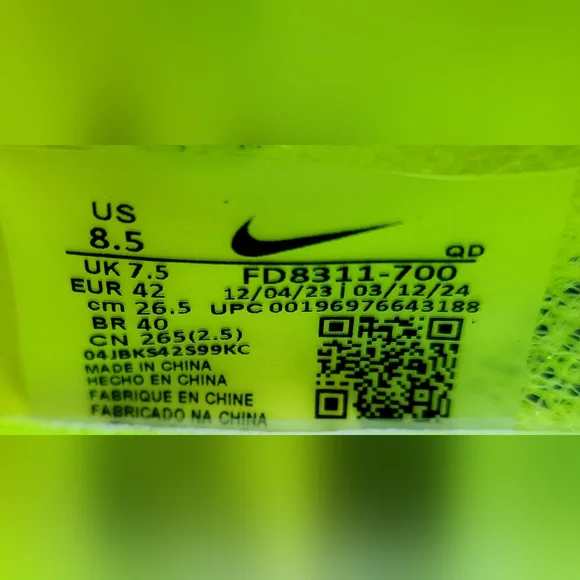 US
8.5
QD
UK 7.5
FD8311-700
EUR 42
12/04/23 | 03/12/24
cm 26.5
UPC 00196976643188
BR 40
CN 265(2.5)
04JBKS42S99KC
MADE IN CHINA
HECHO EN CHINA
FABRIQUE EN CHINE
FABRICADO NA CHINA